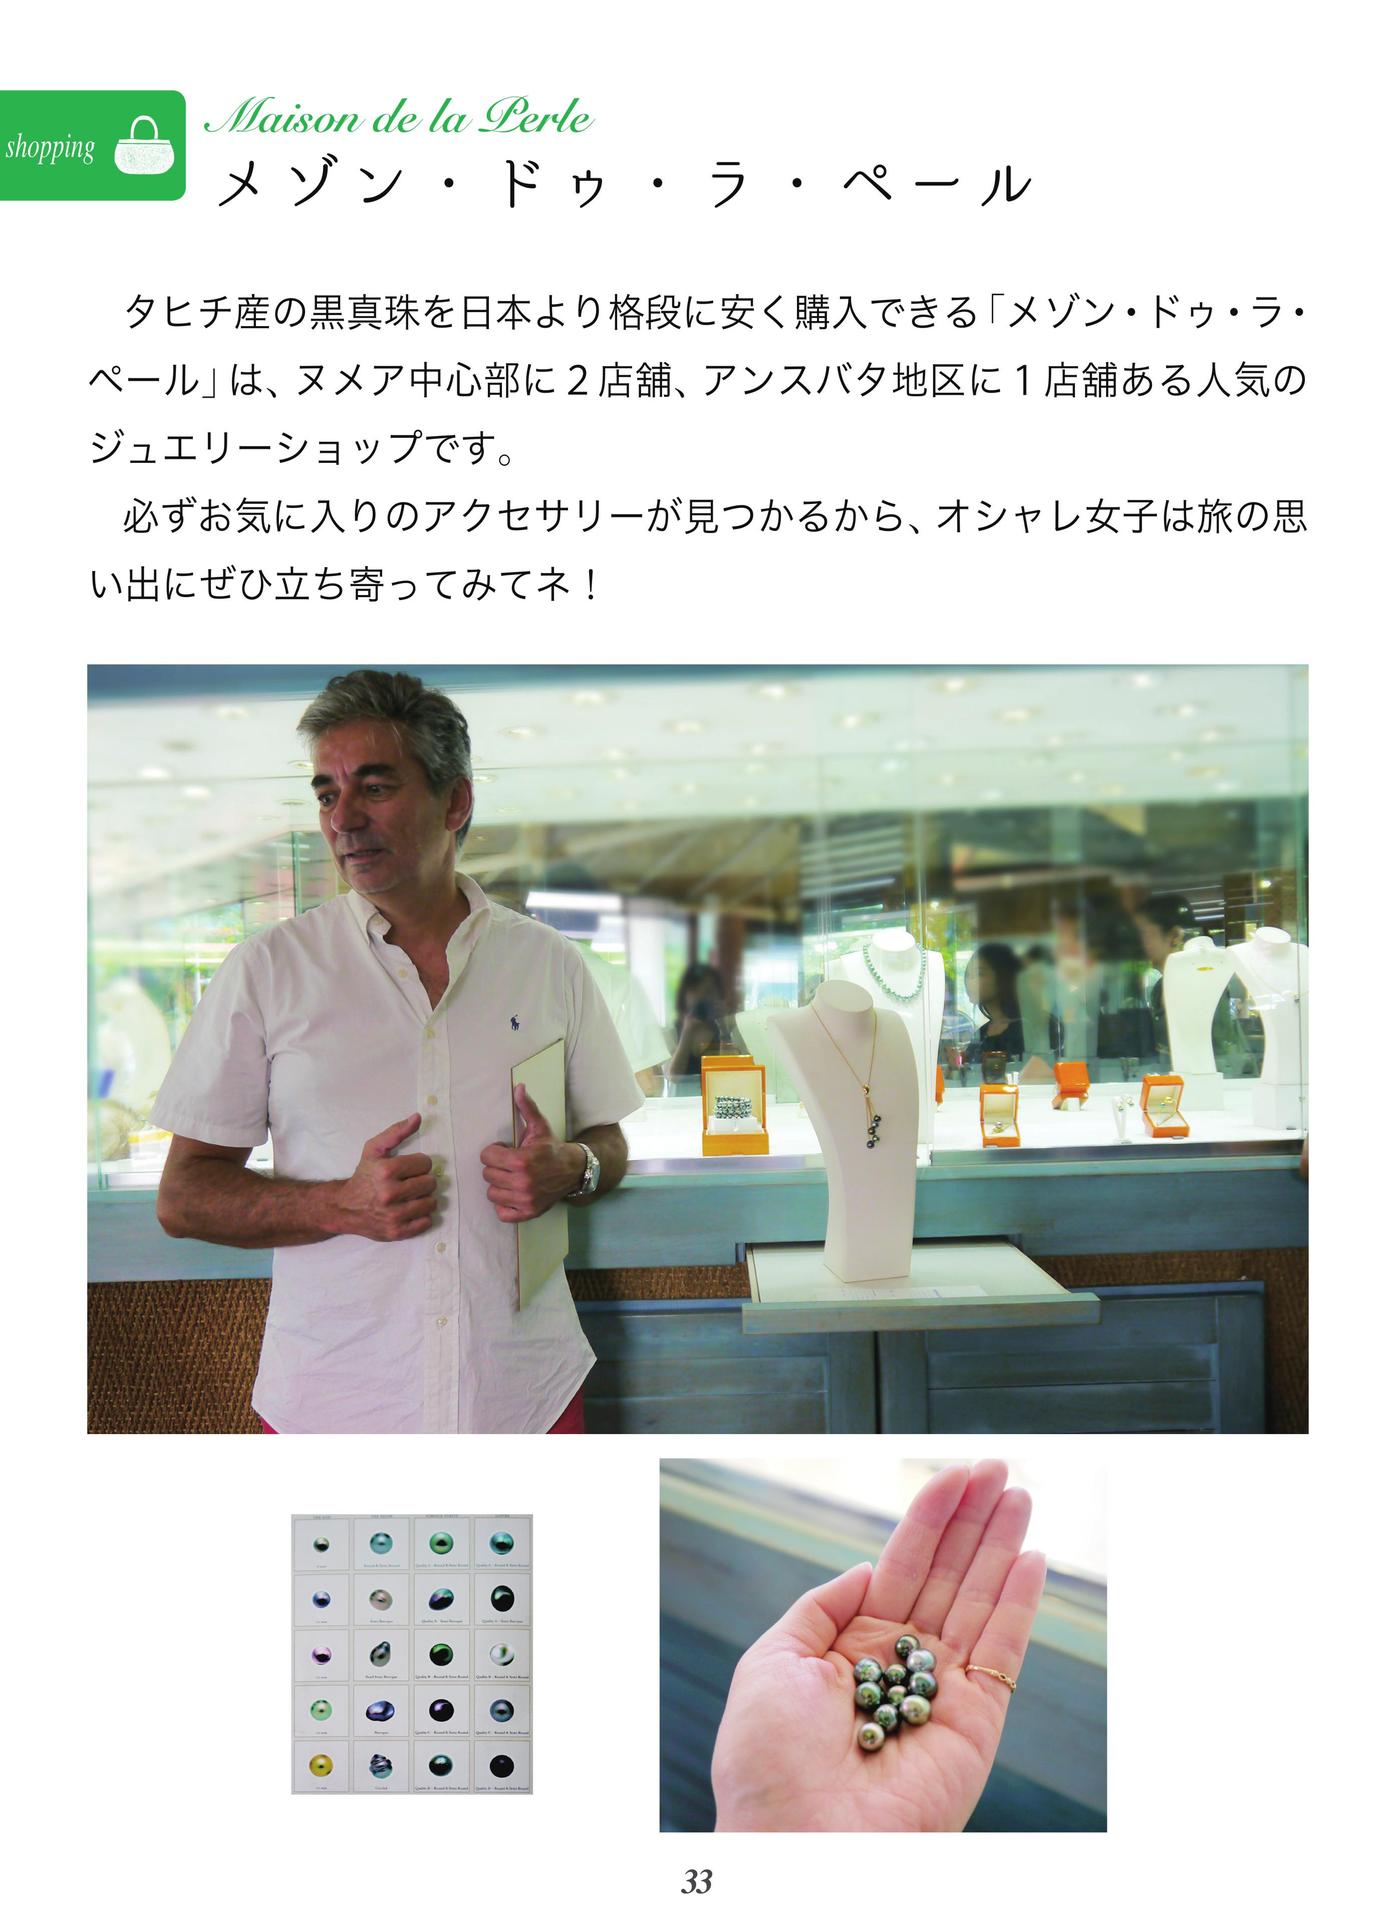 shopping
Maison de la Perle
メゾン・ドゥ・ラ・ペール
タヒチ産の黒真珠を日本より格段に安く購入できる「メゾン・ドゥ・ラ・
ペール」は、ヌメア中心部に2店舗、アンスバタ地区に1店舗ある人気の
ジュエリーショップです。
必ずお気に入りのアクセサリーが見つかるから、オシャレ女子は旅の思
い出にぜひ立ち寄ってみてネ！
33